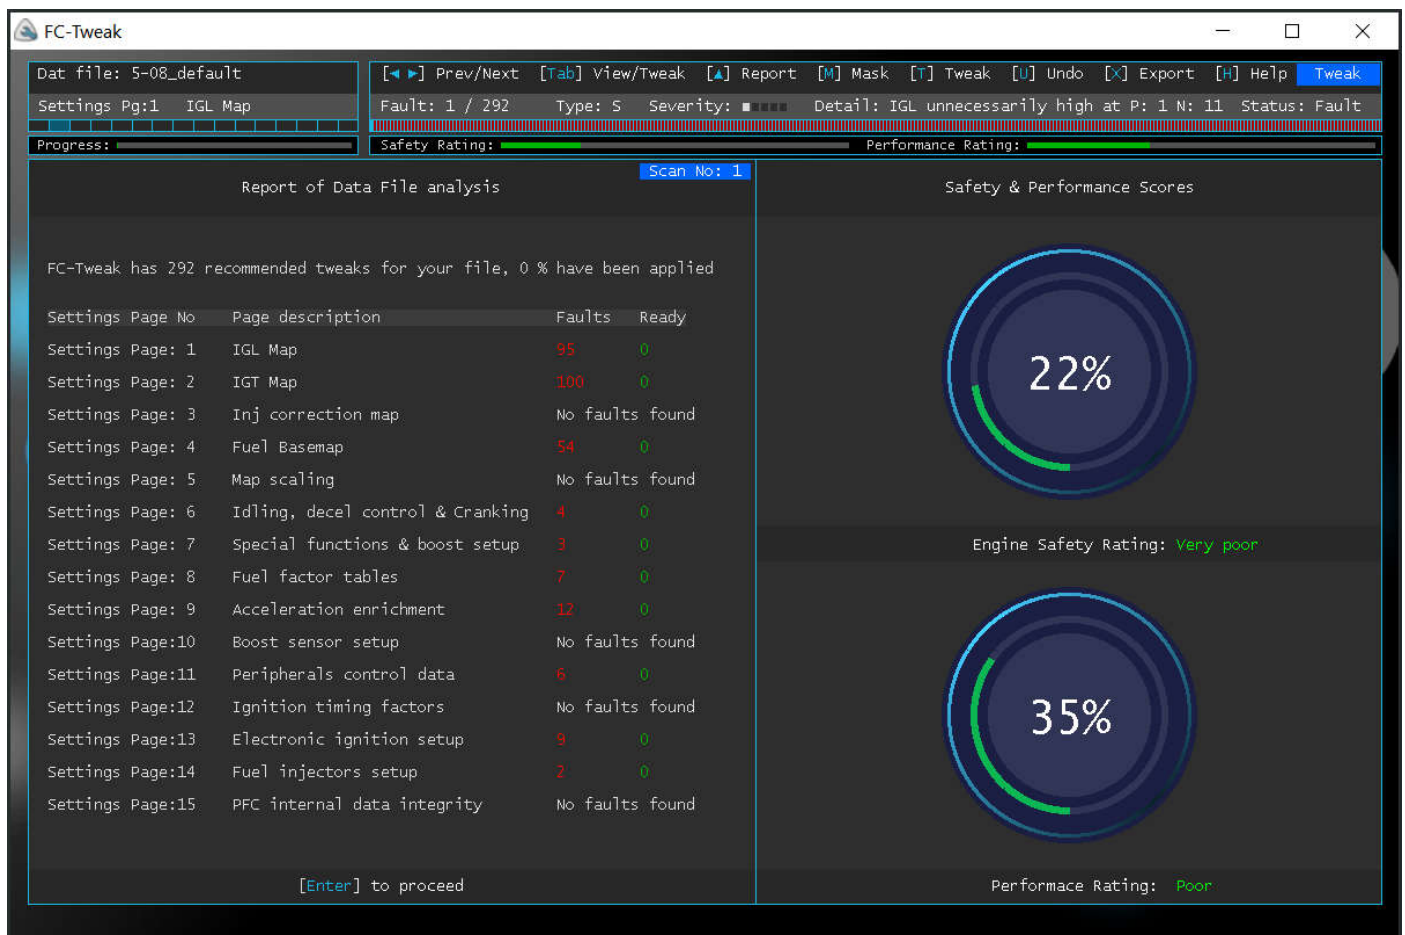 FC-Tweak
Dat file: 5-08_default
[◄ ►] Prev/Next [Tab] View/Tweak [▲] Report [M] Mask [T] Tweak [U] Undo [X] Export [H] Help Tweak
Settings Pg:1 IGL Map
Fault: 1 / 292 Type: S Severity: Detail: IGL unnecessarily high at P: 1 N: 11 Status: Fault
Progress:
Safety Rating: Performance Rating:
Scan No: 1
Report of Data File analysis
FC-Tweak has 292 recommended tweaks for your file, 0 % have been applied
Settings Page No Page description Faults Ready
Settings Page: 1 IGL Map 95 0
Settings Page: 2 IGT Map 100 0
Settings Page: 3 Inj correction map No faults found
Settings Page: 4 Fuel Basemap 54 0
Settings Page: 5 Map scaling No faults found
Settings Page: 6 Idling, decel control & Cranking 4 0
Settings Page: 7 Special functions & boost setup 3 0
Settings Page: 8 Fuel factor tables 7 0
Settings Page: 9 Acceleration enrichment 12 0
Settings Page:10 Boost sensor setup No faults found
Settings Page:11 Peripherals control data 6 0
Settings Page:12 Ignition timing factors No faults found
Settings Page:13 Electronic ignition setup 9 0
Settings Page:14 Fuel injectors setup 2 0
Settings Page:15 PFC internal data integrity No faults found
[Enter] to proceed
Safety & Performance Scores
22%
Engine Safety Rating: Very poor
35%
Performace Rating: Poor